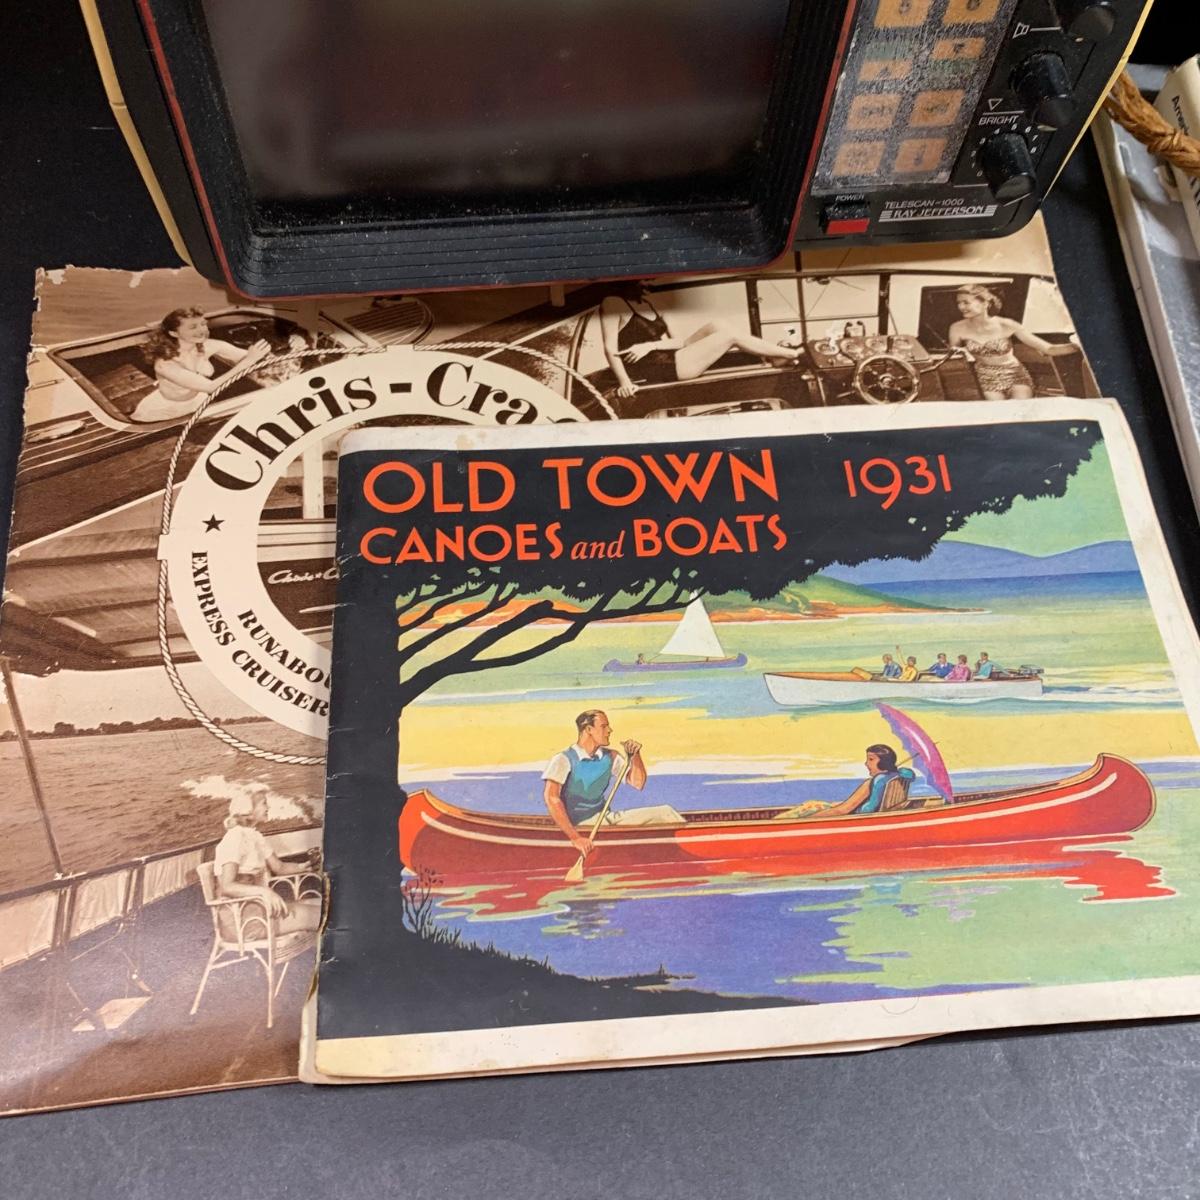 BRIGHT
POWER
TELESCAN-1000
RAY JEFFERSON
Chris-Cra
RUNABOU
EXPRESS CRUISER
OLD TOWN 1931
CANOES and BOATS